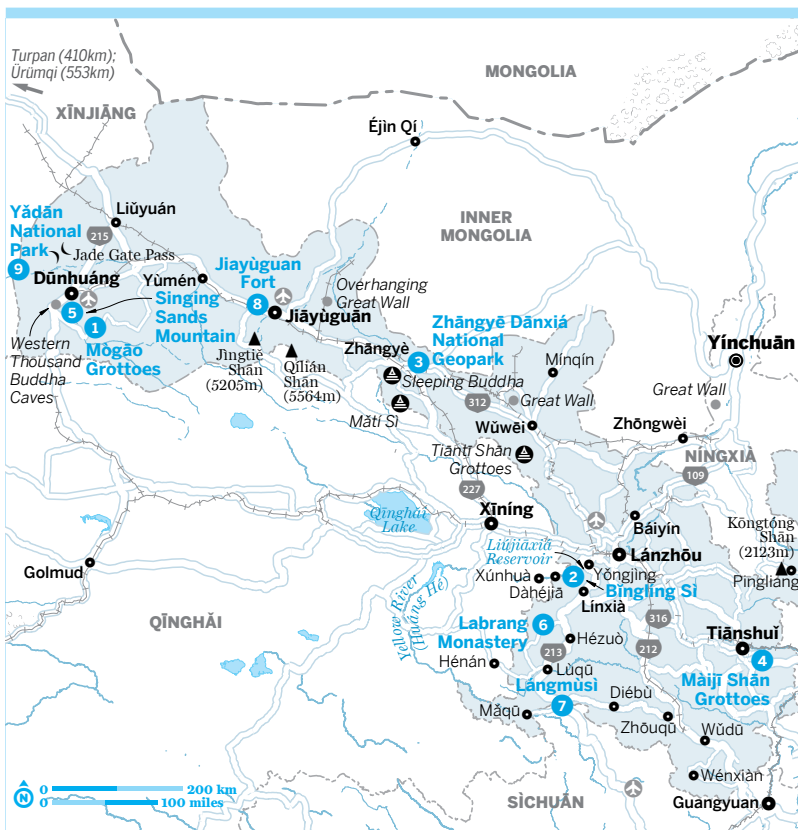 Turpan (410km);
Ürümqi (553km)
MONGOLIA
XĪNJIĀNG
Éjìn Qí
INNER
MONGOLIA
Liǔyuán
215
Yǎdān
National
Park
Jade Gate Pass
9
Dūnhuáng
Yùmén
Jiayùguan
Fort
8
Jiāyùguān
Overhanging
Great Wall
5
Singing
Sands
Mountain
1
Mògāo
Grottoes
Western
Thousand
Buddha
Caves
Jìngtiě
Shān
(5205m)
Qílián
Shān
(5564m)
Zhāngyè
3
Zhāngyē Dānxiá
National
Geopark
Sleeping Buddha
Mínqín
Yínchuān
Great Wall
312
Great Wall
Mǎtí Sì
Wǔwēi
Zhōngwèi
Tiāntī Shān
Grottoes
NÍNGXIÀ
109
227
Qīnghǎi
Lake
Xīníng
Báiyín
Kōngtóng
Shān
(2123m)
Liújiāxiá
Reservoir
Lánzhōu
Golmud
Xúnhuà
2
Yǒngjìng
Píngliáng
Dàhéjiā
Bǐnglíng Sì
Línxià
Yellow River
(Huáng Hé)
QĪNGHǍI
Labrang
Monastery
6
316
Hézuò
Tiānshuǐ
213
212
Hénán
Lùqū
4
Màijī Shān
Grottoes
Lángmùsì
7
Diébù
Mǎqū
Zhōuqū
Wǔdū
Wénxiàn
N
0 200 km
0 100 miles
SÌCHUĀN
Guangyuan